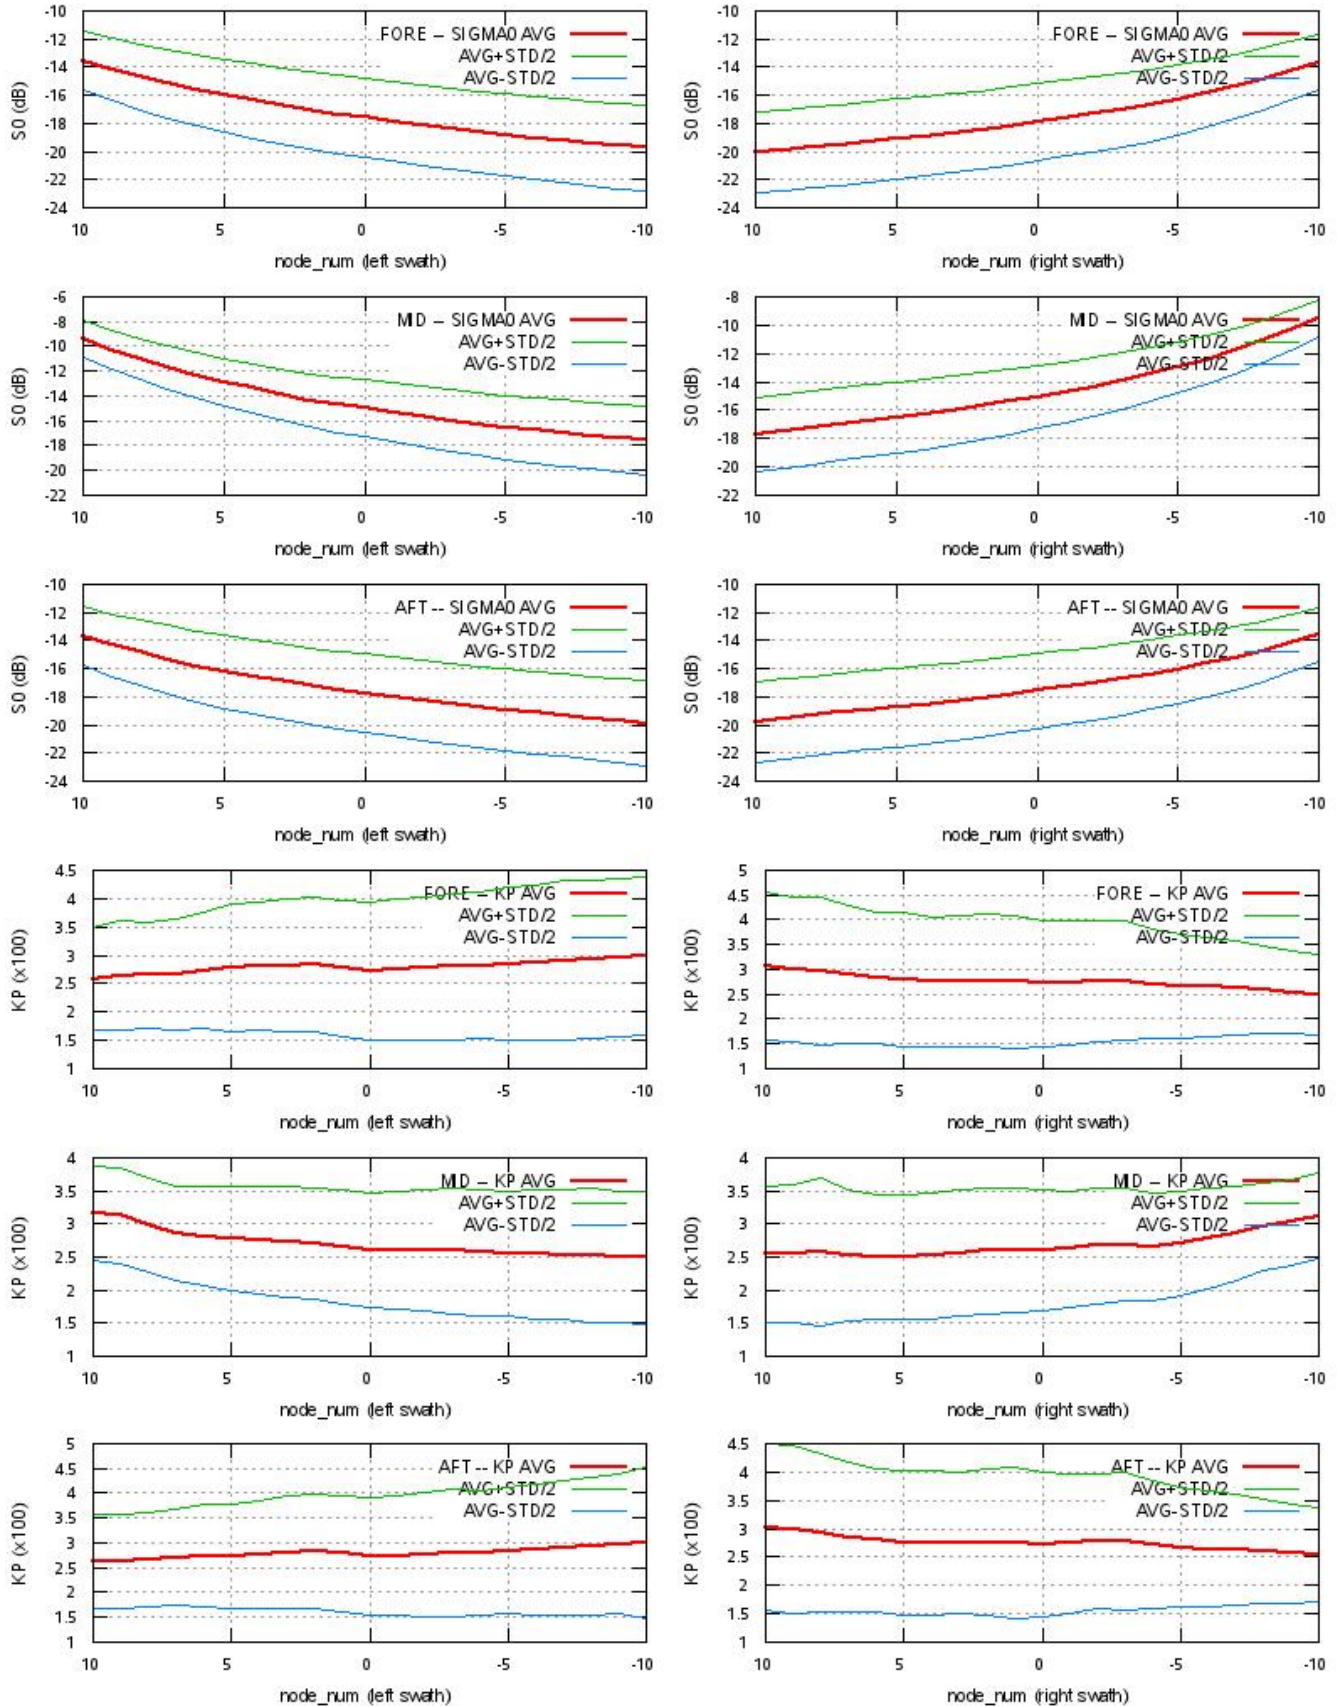 -10
-12
-14
-16
-18
-20
-22
-24
S0 (dB)
FORE – SIGMA0 AVG
AVG+STD/2
AVG-STD/2
10 5 0 -5 -10
node_num (left swath)
-10
-12
-14
-16
-18
-20
-22
-24
S0 (dB)
FORE – SIGMA0 AVG
AVG+STD/2
AVG-STD/2
10 5 0 -5 -10
node_num (right swath)
-6
-8
-10
-12
-14
-16
-18
-20
-22
S0 (dB)
MID – SIGMA0 AVG
AVG+STD/2
AVG-STD/2
10 5 0 -5 -10
node_num (left swath)
-8
-10
-12
-14
-16
-18
-20
-22
S0 (dB)
MID – SIGMA0 AVG
AVG+STD/2
AVG-STD/2
10 5 0 -5 -10
node_num (right swath)
-10
-12
-14
-16
-18
-20
-22
-24
S0 (dB)
AFT -- SIGMA0 AVG
AVG+STD/2
AVG-STD/2
10 5 0 -5 -10
node_num (left swath)
-10
-12
-14
-16
-18
-20
-22
-24
S0 (dB)
AFT -- SIGMA0 AVG
AVG+STD/2
AVG-STD/2
10 5 0 -5 -10
node_num (right swath)
4.5
4
3.5
3
2.5
2
1.5
1
KP (x100)
FORE – KP AVG
AVG+STD/2
AVG-STD/2
10 5 0 -5 -10
node_num (left swath)
5
4.5
4
3.5
3
2.5
2
1.5
1
KP (x100)
FORE – KP AVG
AVG+STD/2
AVG-STD/2
10 5 0 -5 -10
node_num (right swath)
4
3.5
3
2.5
2
1.5
1
KP (x100)
MID – KP AVG
AVG+STD/2
AVG-STD/2
10 5 0 -5 -10
node_num (left swath)
4
3.5
3
2.5
2
1.5
1
KP (x100)
MID – KP AVG
AVG+STD/2
AVG-STD/2
10 5 0 -5 -10
node_num (right swath)
5
4.5
4
3.5
3
2.5
2
1.5
1
KP (x100)
AFT -- KP AVG
AVG+STD/2
AVG-STD/2
10 5 0 -5 -10
node_num (left swath)
4.5
4
3.5
3
2.5
2
1.5
1
KP (x100)
AFT -- KP AVG
AVG+STD/2
AVG-STD/2
10 5 0 -5 -10
node_num (right swath)